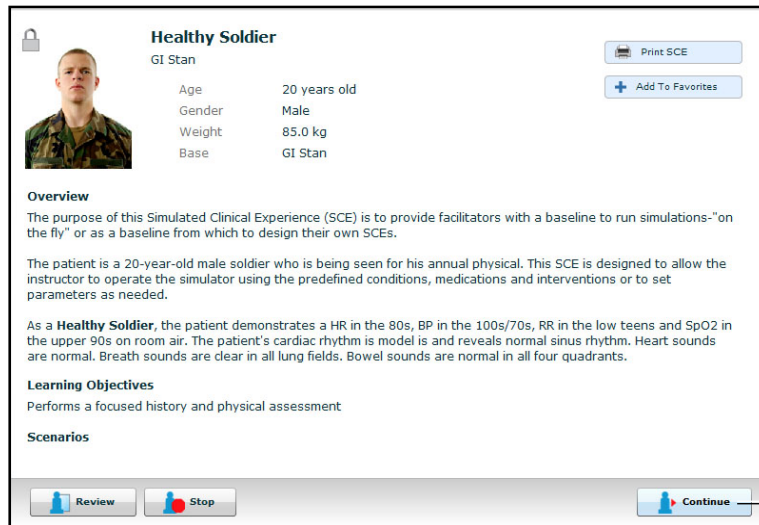 Healthy Soldier
GI Stan
Print SCE
Add To Favorites
Age 20 years old
Gender Male
Weight 85.0 kg
Base GI Stan
Overview
The purpose of this Simulated Clinical Experience (SCE) is to provide facilitators with a baseline to run simulations-"on
the fly" or as a baseline from which to design their own SCEs.
The patient is a 20-year-old male soldier who is being seen for his annual physical. This SCE is designed to allow the
instructor to operate the simulator using the predefined conditions, medications and interventions or to set
parameters as needed.
As a Healthy Soldier, the patient demonstrates a HR in the 80s, BP in the 100s/70s, RR in the low teens and SpO2 in
the upper 90s on room air. The patient's cardiac rhythm is model is and reveals normal sinus rhythm. Heart sounds
are normal. Breath sounds are clear in all lung fields. Bowel sounds are normal in all four quadrants.
Learning Objectives
Performs a focused history and physical assessment
Scenarios
Review
Stop
Continue